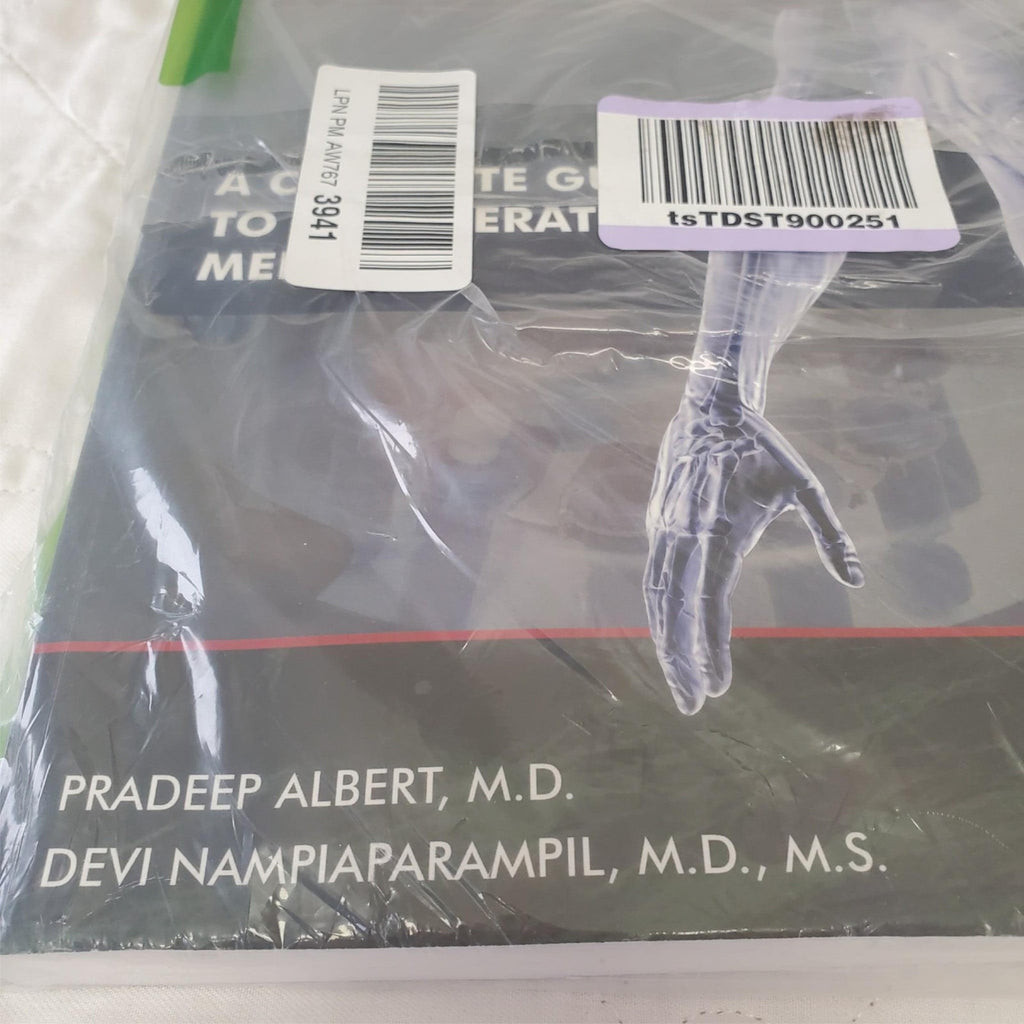 LPN PM AW767 3941
tsTDST900251
A C TE GU
TO ERAT
ME
PRADEEP ALBERT, M.D.
DEVI NAMPIAPARAMPIL, M.D., M.S.